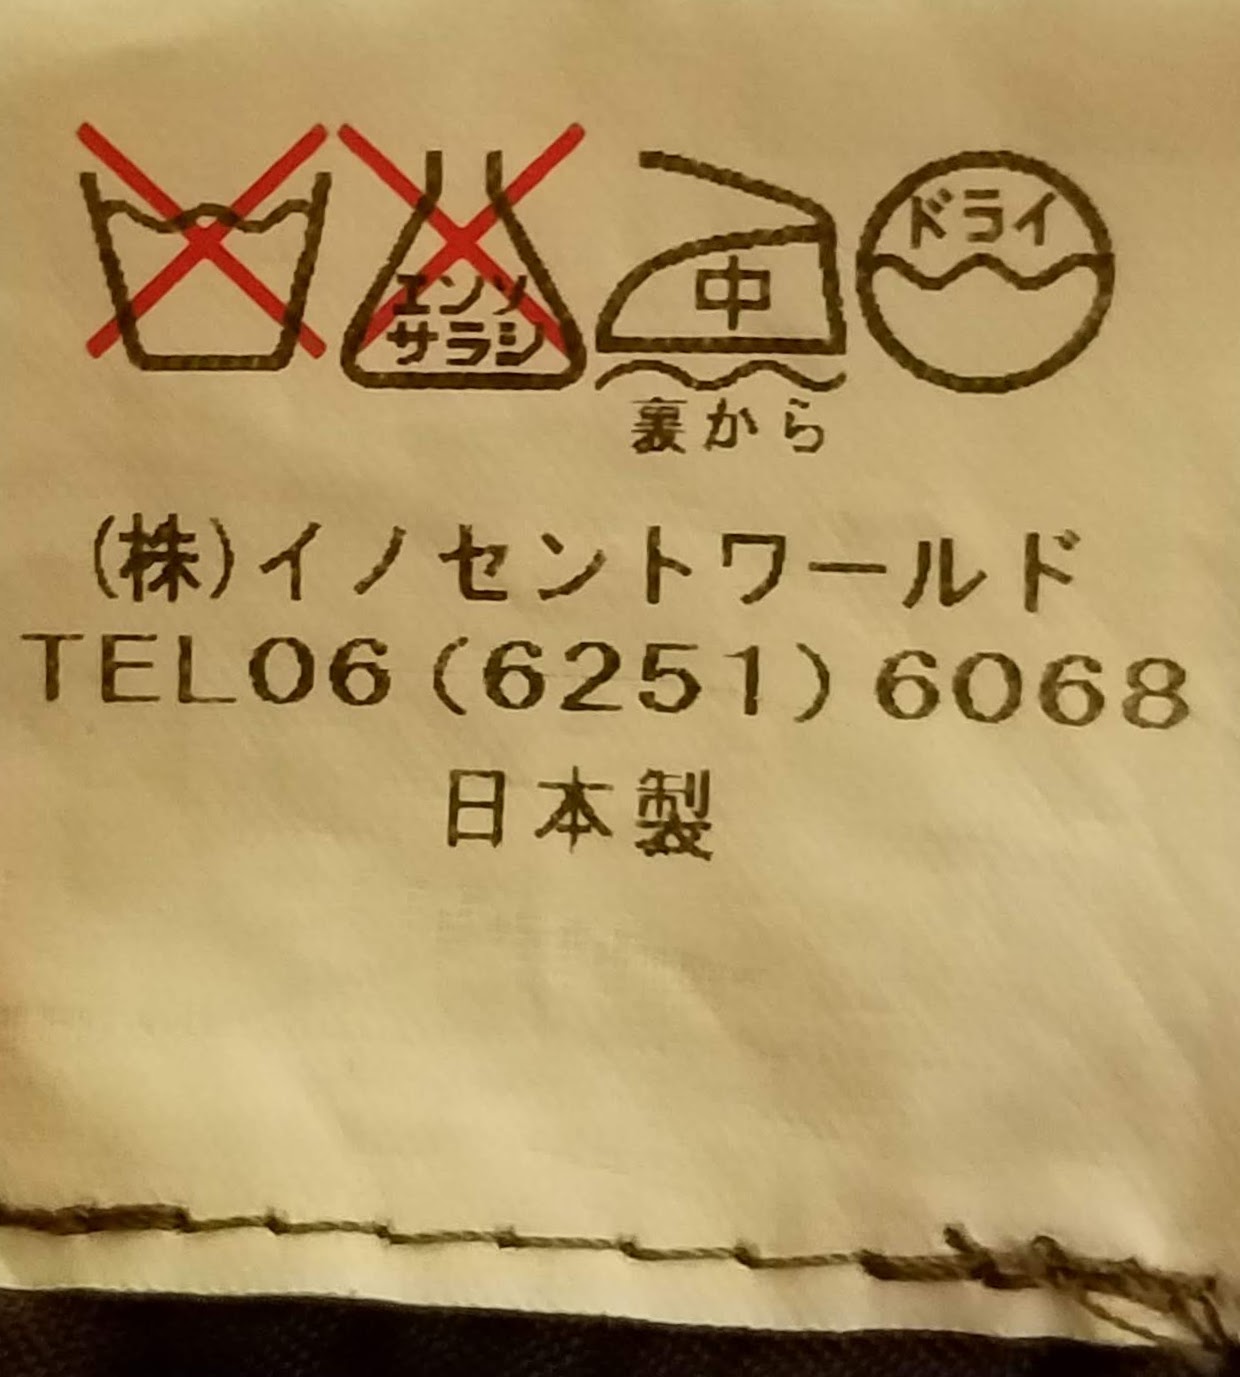 エンソ
サラシ
中
ドライ
裏から
(株)イノセントワールド
TEL06(6251)6068
日本製